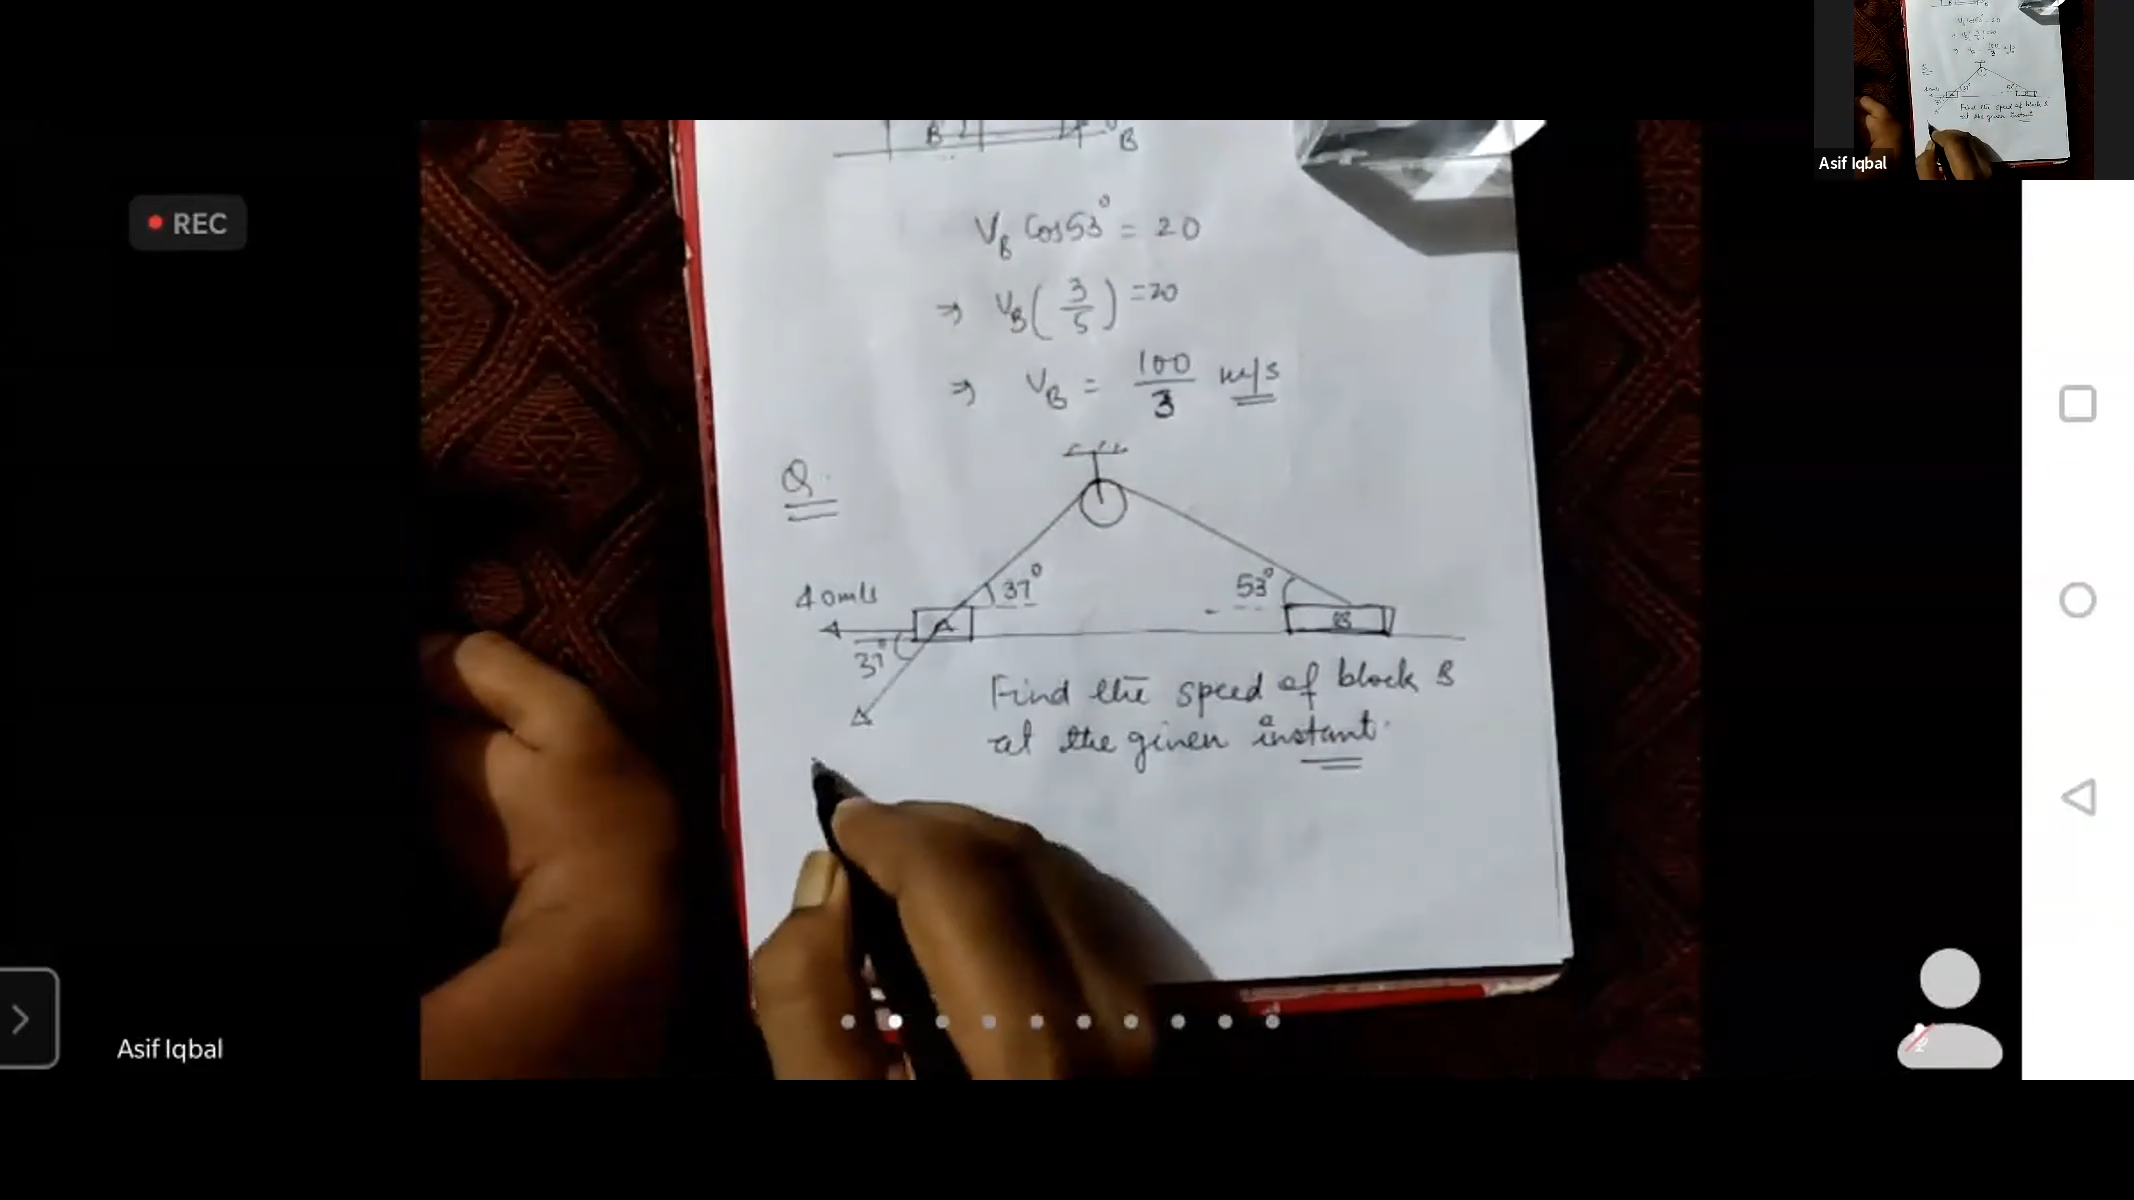 Asif Iqbal
REC
B
B
V_B Cos53° = 20
⇒ V_B (3/5) = 20
⇒ V_B = 100/3 m/s
Q.
37°
53°
40m/s
A
B
37°
Find the speed of block B
at the given instant.
Asif Iqbal